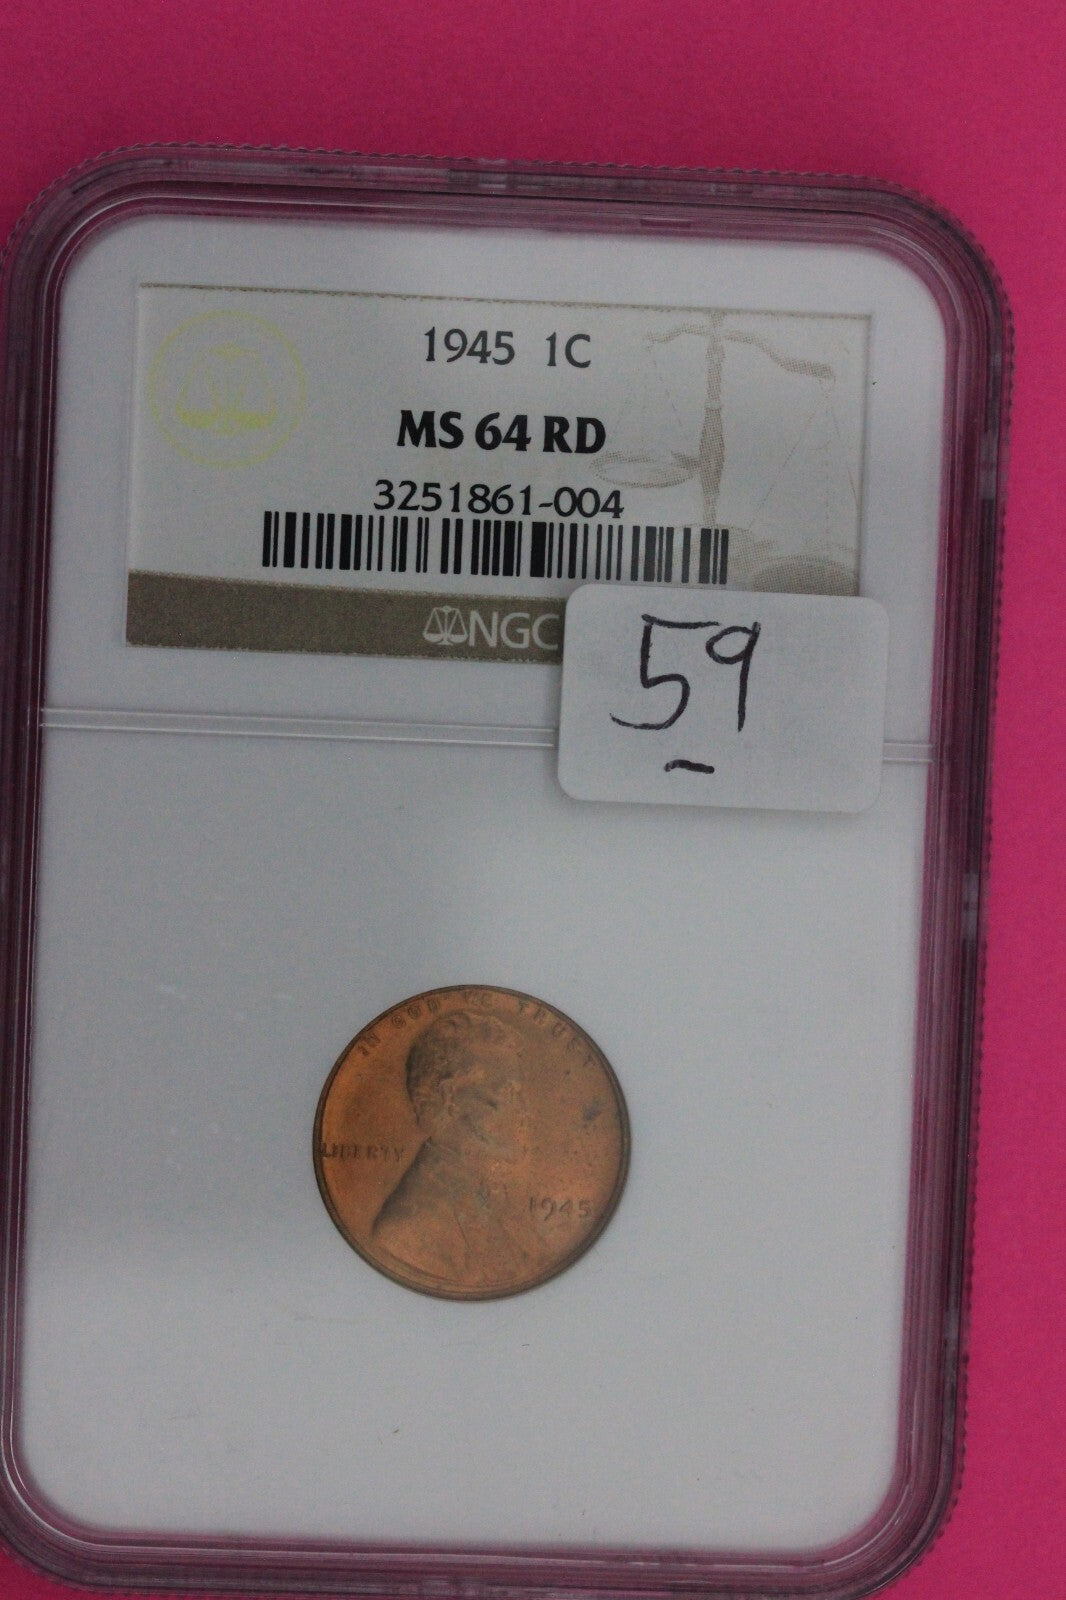 1945 1C
MS 64 RD
3251861-004
NGC
59
IN GOD WE TRUST
LIBERTY
1945